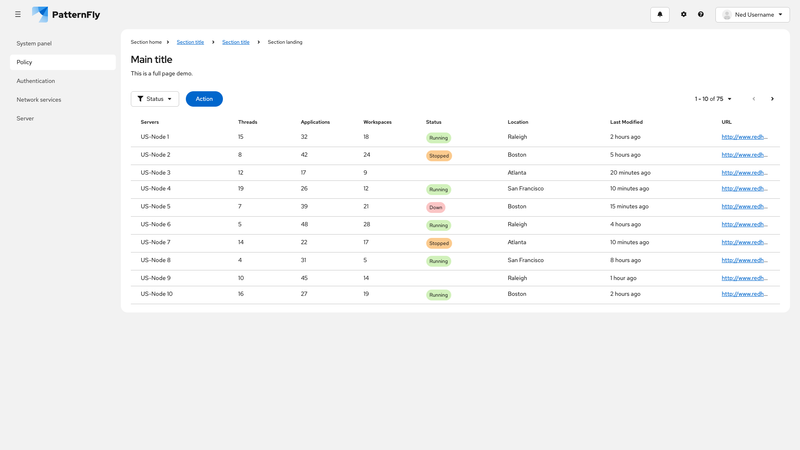 PatternFly
Ned Username
System panel
Policy
Authentication
Network services
Server
Section home Section title Section title Section landing
Main title
This is a full page demo.
Status Action 1 - 10 of 75
Servers Threads Applications Workspaces Status Location Last Modified URL
US-Node 1 15 32 18 Running Raleigh 2 hours ago http://www.redh...
US-Node 2 8 42 24 Stopped Boston 5 hours ago http://www.redh...
US-Node 3 12 17 9 Atlanta 20 minutes ago http://www.redh...
US-Node 4 19 26 12 Running San Francisco 10 minutes ago http://www.redh...
US-Node 5 7 39 21 Down Boston 15 minutes ago http://www.redh...
US-Node 6 5 48 28 Running Raleigh 4 hours ago http://www.redh...
US-Node 7 14 22 17 Stopped Atlanta 10 minutes ago http://www.redh...
US-Node 8 4 31 5 Running San Francisco 8 hours ago http://www.redh...
US-Node 9 10 45 14 Raleigh 1 hour ago http://www.redh...
US-Node 10 16 27 19 Running Boston 2 hours ago http://www.redh...